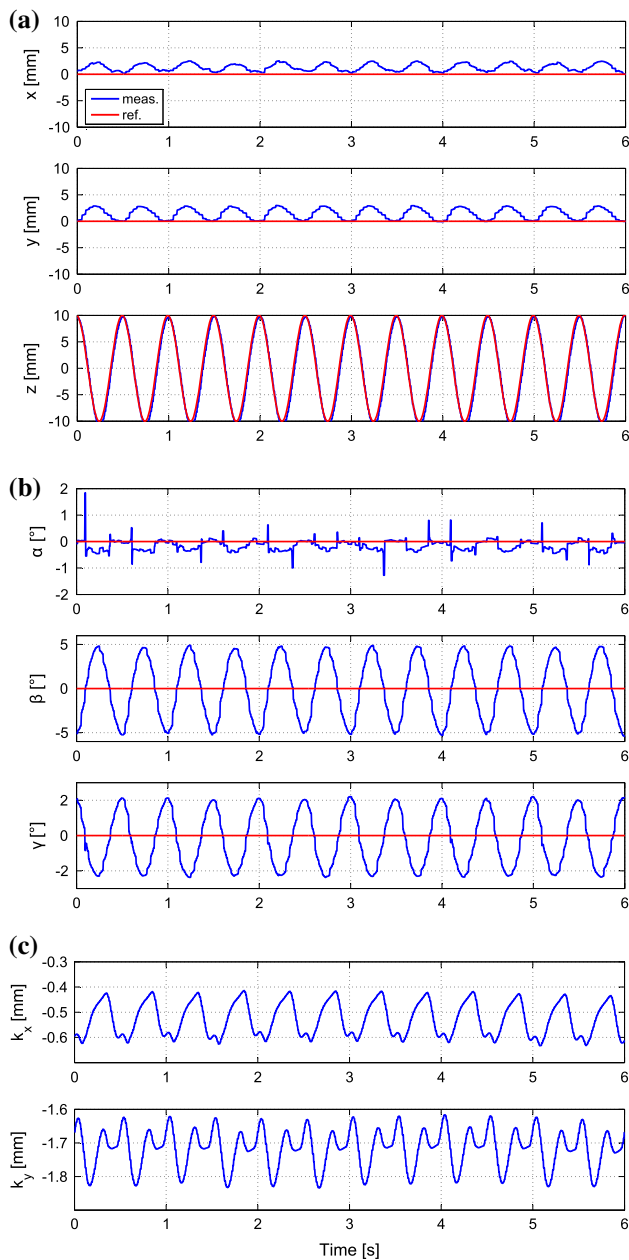 (a)
x [mm]
10
5
0
-5
-10
meas.
ref.
0 1 2 3 4 5 6
y [mm]
10
5
0
-5
-10
0 1 2 3 4 5 6
z [mm]
10
5
0
-5
-10
0 1 2 3 4 5 6
(b)
α [°]
2
1
0
-1
-2
0 1 2 3 4 5 6
β [°]
5
0
-5
0 1 2 3 4 5 6
γ [°]
2
0
-2
0 1 2 3 4 5 6
(c)
k_x [mm]
-0.3
-0.4
-0.5
-0.6
0 1 2 3 4 5 6
k_y [mm]
-1.6
-1.7
-1.8
0 1 2 3 4 5 6
Time [s]